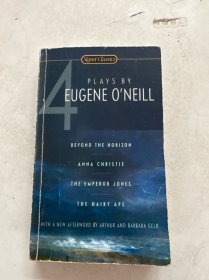 Signet Classics
4
PLAYS BY
EUGENE O'NEILL
BEYOND THE HORIZON
ANNA CHRISTIE
THE EMPEROR JONES
THE HAIRY APE
WITH A NEW AFTERWORD BY ARTHUR AND BARBARA GELB